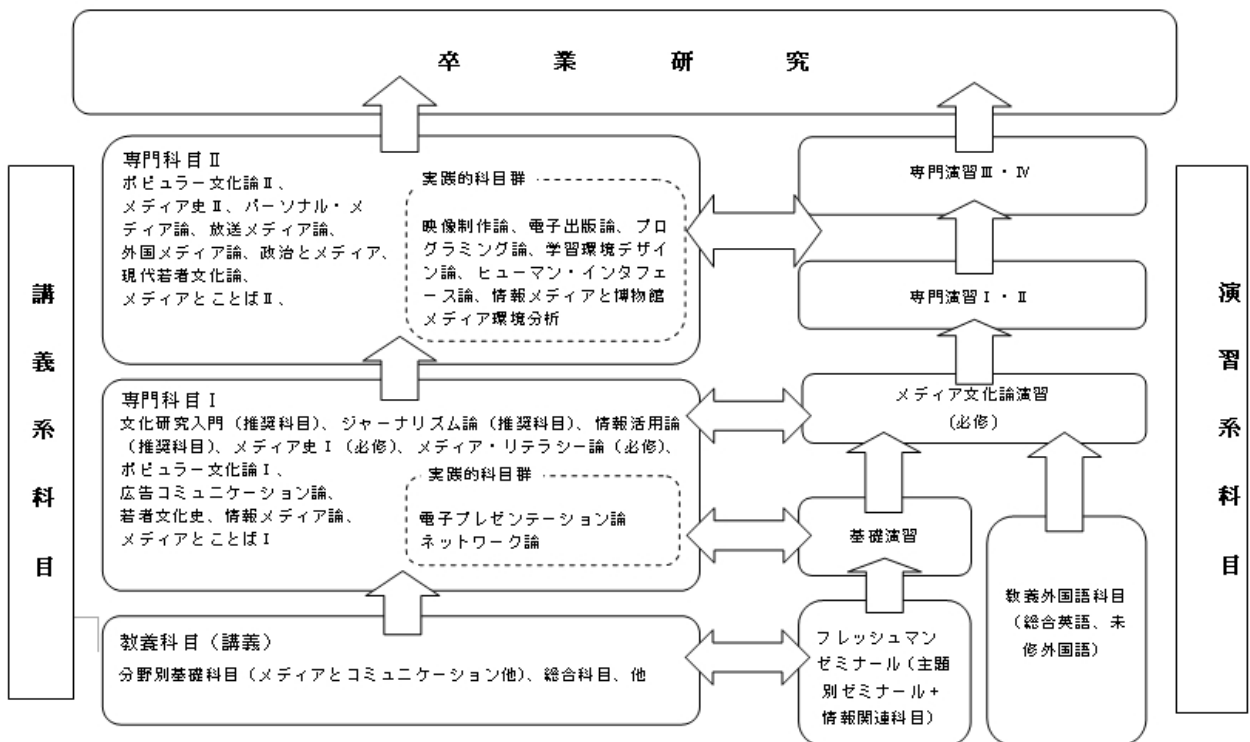 卒業研究
講義系科目
専門科目Ⅱ
ポピュラー文化論Ⅱ、
メディア史Ⅱ、パーソナル・メ
ディア論、放送メディア論、
外国メディア論、政治とメディア、
現代若者文化論、
メディアとことばⅡ、
実践的科目群
映像制作論、電子出版論、プロ
グラミング論、学習環境デザイ
ン論、ヒューマン・インタフェ
ース論、情報メディアと博物館
メディア環境分析
専門科目Ⅰ
文化研究入門（推奨科目）、ジャーナリズム論（推奨科目）、情報活用論
（推奨科目）、メディア史Ⅰ（必修）、メディア・リテラシー論（必修）、
ポピュラー文化論Ⅰ、
広告コミュニケーション論、
若者文化史、情報メディア論、
メディアとことばⅠ
実践的科目群
電子プレゼンテーション論
ネットワーク論
教養科目（講義）
分野別基礎科目（メディアとコミュニケーション他）、総合科目、他
専門演習Ⅲ・Ⅳ
専門演習Ⅰ・Ⅱ
メディア文化論演習
（必修）
基礎演習
フレッシュマン
ゼミナール（主題
別ゼミナール＋
情報関連科目）
教養外国語科目
（総合英語、未
修外国語）
演習系科目